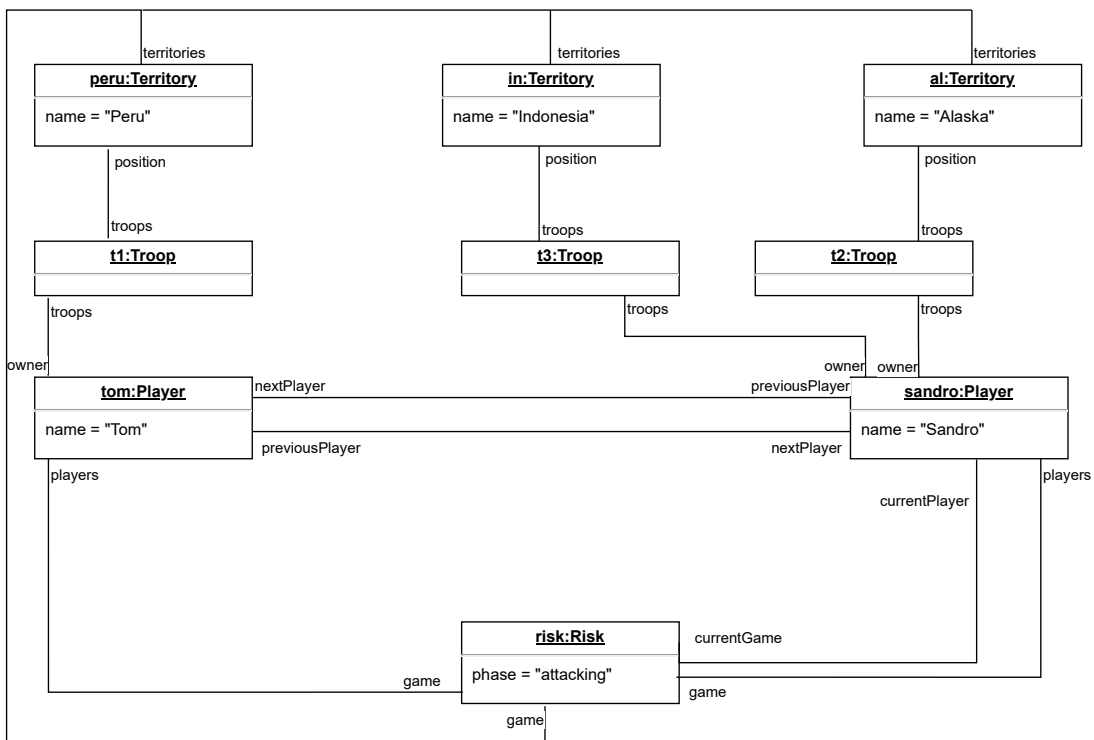 territories
territories
territories
peru:Territory
in:Territory
al:Territory
name = "Peru"
name = "Indonesia"
name = "Alaska"
position
position
position
troops
troops
troops
t1:Troop
t3:Troop
t2:Troop
troops
troops
troops
owner
owner
owner
tom:Player
nextPlayer
previousPlayer
sandro:Player
name = "Tom"
name = "Sandro"
previousPlayer
nextPlayer
players
players
currentPlayer
risk:Risk
currentGame
phase = "attacking"
game
game
game